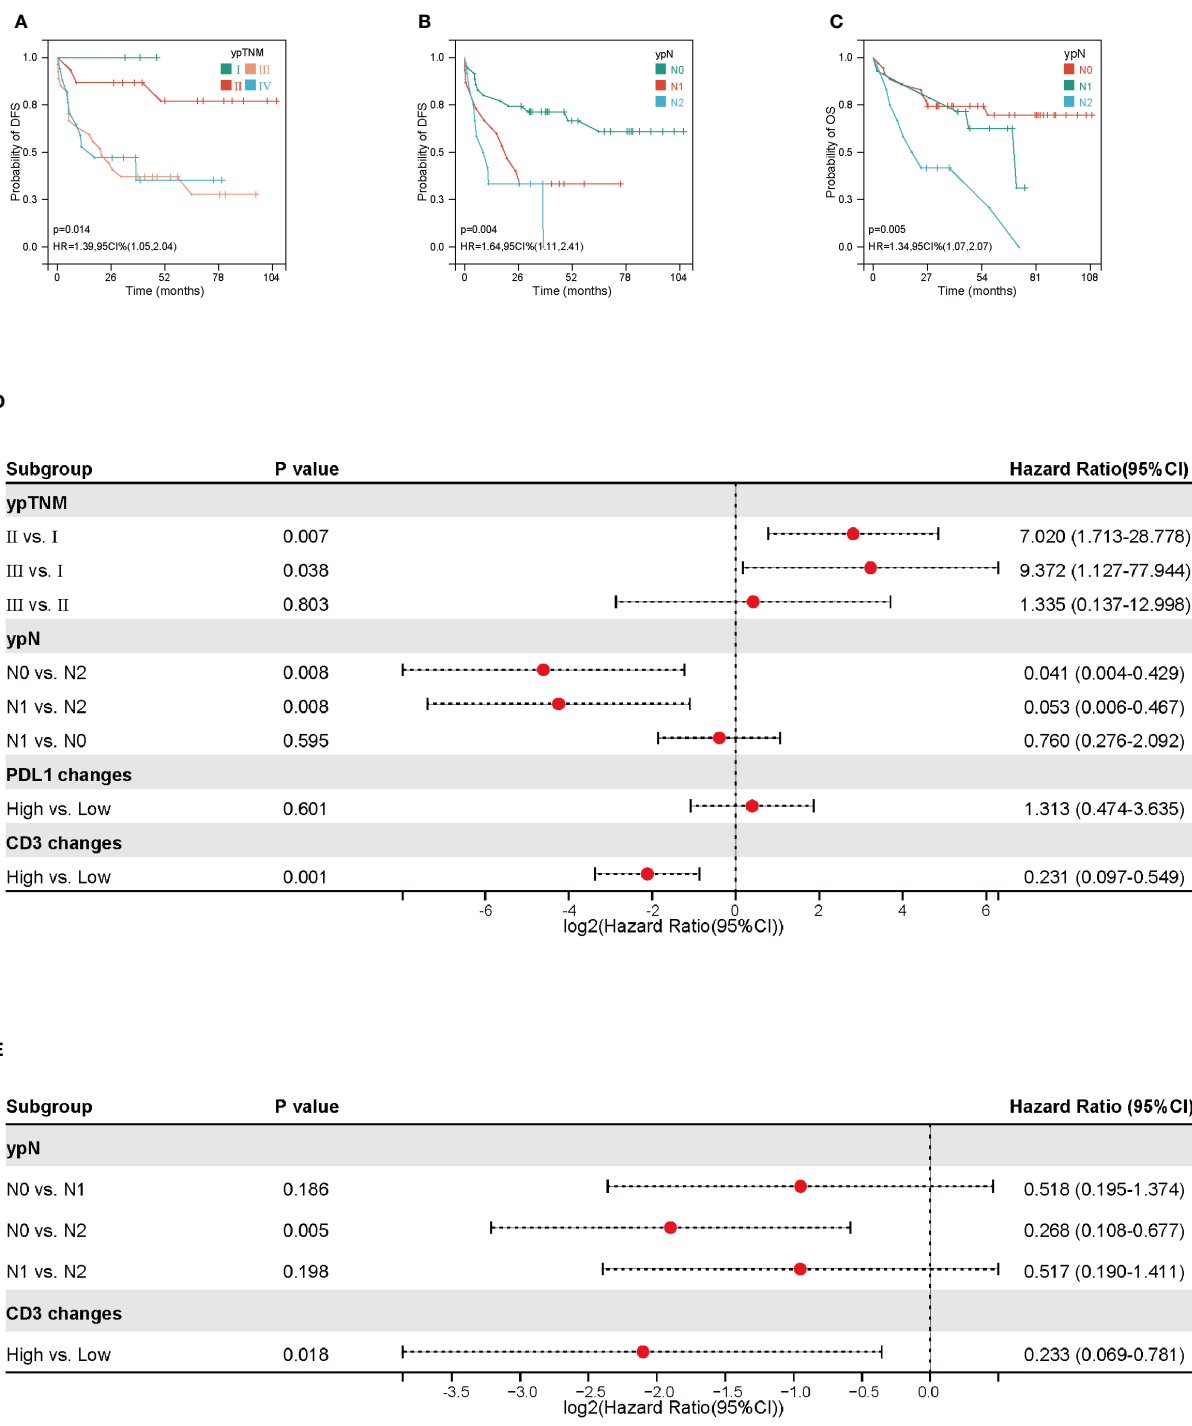 A
B
C
ypTNM
I III
II IV
1.0
0.8
0.5
0.3
0.0
Probability of DFS
p=0.014
HR=1.39,95CI%(1.05,2.04)
0 26 52 78 104
Time (months)
ypN
N0
N1
N2
1.0
0.8
0.5
0.3
0.0
Probability of DFS
p=0.004
HR=1.64,95CI%(1.11,2.41)
0 26 52 78 104
Time (months)
ypN
N0
N1
N2
1.0
0.8
0.5
0.3
0.0
Probability of OS
p=0.005
HR=1.34,95CI%(1.07,2.07)
0 27 54 81 108
Time (months)
D
Subgroup P value Hazard Ratio(95%CI)
ypTNM
II vs. I 0.007 7.020 (1.713-28.778)
III vs. I 0.038 9.372 (1.127-77.944)
III vs. II 0.803 1.335 (0.137-12.998)
ypN
N0 vs. N2 0.008 0.041 (0.004-0.429)
N1 vs. N2 0.008 0.053 (0.006-0.467)
N1 vs. N0 0.595 0.760 (0.276-2.092)
PDL1 changes
High vs. Low 0.601 1.313 (0.474-3.635)
CD3 changes
High vs. Low 0.001 0.231 (0.097-0.549)
-6 -4 -2 0 2 4 6
log2(Hazard Ratio(95%CI))
E
Subgroup P value Hazard Ratio (95%CI)
ypN
N0 vs. N1 0.186 0.518 (0.195-1.374)
N0 vs. N2 0.005 0.268 (0.108-0.677)
N1 vs. N2 0.198 0.517 (0.190-1.411)
CD3 changes
High vs. Low 0.018 0.233 (0.069-0.781)
-3.5 -3.0 -2.5 -2.0 -1.5 -1.0 -0.5 0.0
log2(Hazard Ratio(95%CI))